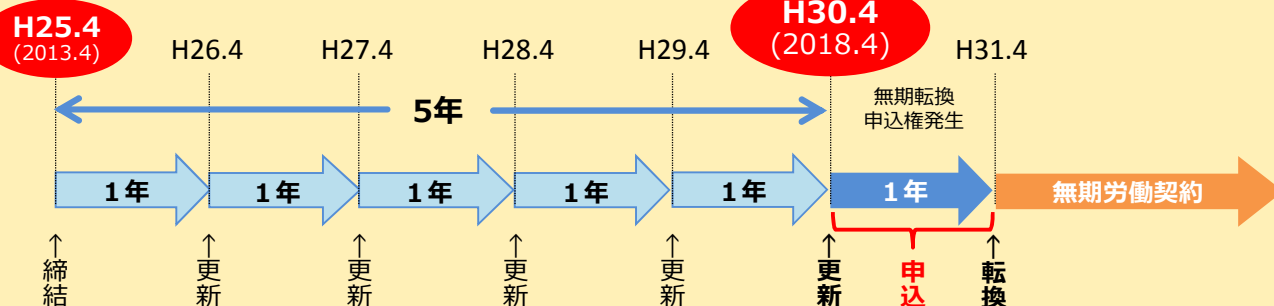 H25.4
(2013.4)
H26.4
H27.4
H28.4
H29.4
H30.4
(2018.4)
H31.4
5年
無期転換
申込権発生
1年
1年
1年
1年
1年
1年
無期労働契約
↑締結
↑更新
↑更新
↑更新
↑更新
↑更新
申込
↑転換